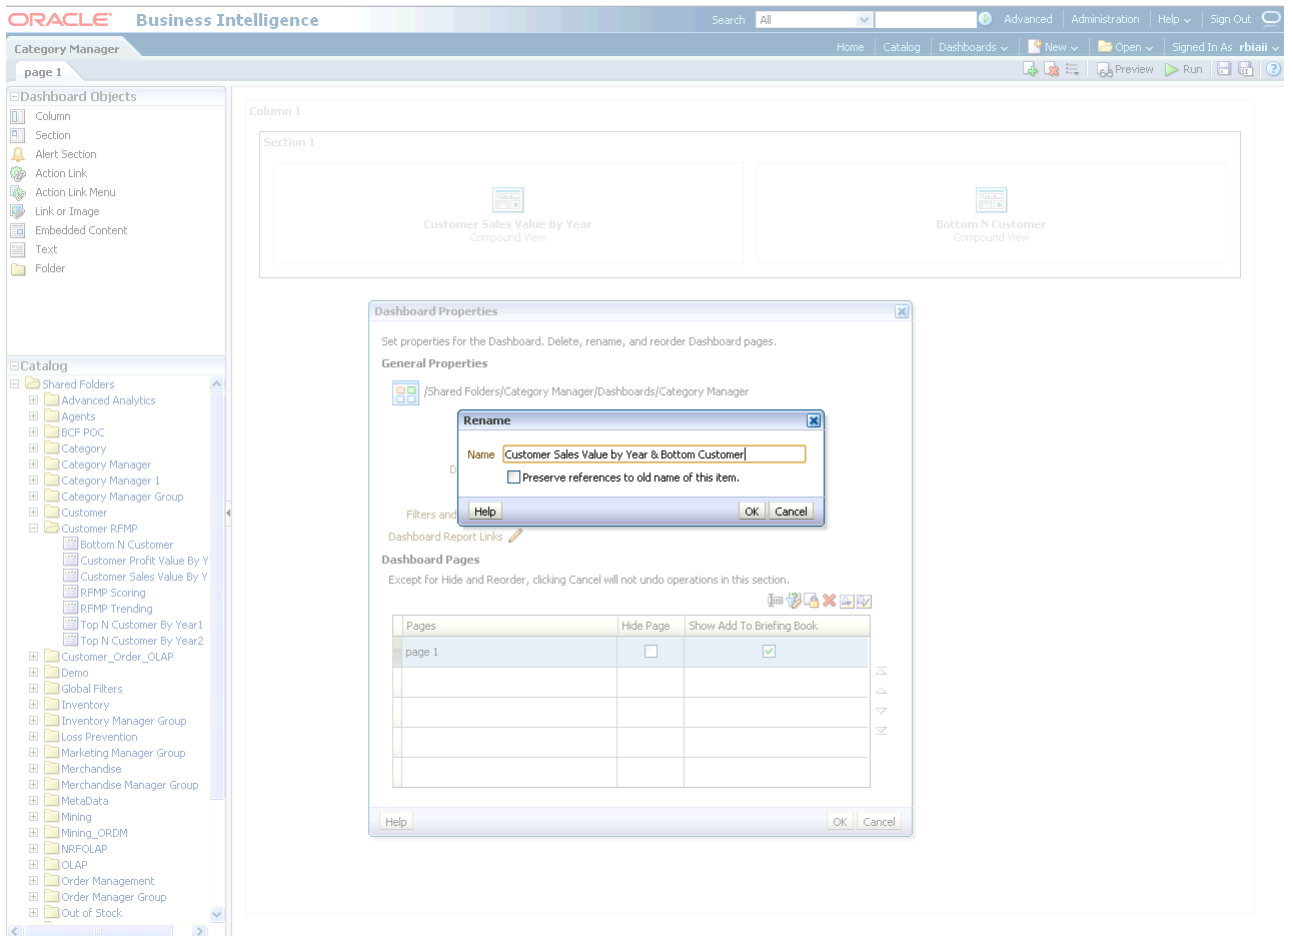 ORACLE Business Intelligence
Search All Advanced Administration Help Sign Out
Category Manager
Home Catalog Dashboards New Open Signed In As rbiaii
page 1
Preview Run
Dashboard Objects
Column
Section
Alert Section
Action Link
Action Link Menu
Link or Image
Embedded Content
Text
Folder
Catalog
Shared Folders
Advanced Analytics
Agents
BCF POC
Category
Category Manager
Category Manager 1
Category Manager Group
Customer
Customer RFMP
Bottom N Customer
Customer Profit Value By Y
Customer Sales Value By Y
RFMP Scoring
RFMP Trending
Top N Customer By Year1
Top N Customer By Year2
Customer_Order_OLAP
Demo
Global Filters
Inventory
Inventory Manager Group
Loss Prevention
Marketing Manager Group
Merchandise
Merchandise Manager Group
MetaData
Mining
Mining_ORDM
NRFOLAP
OLAP
Order Management
Order Manager Group
Out of Stock
Column 1
Section 1
Customer Sales Value By Year
Compound View
Bottom N Customer
Compound View
Dashboard Properties
Set properties for the Dashboard. Delete, rename, and reorder Dashboard pages.
General Properties
/Shared Folders/Category Manager/Dashboards/Category Manager
Rename
Name Customer Sales Value by Year & Bottom Customer
D
Preserve references to old name of this item.
Help OK Cancel
Filters and
Dashboard Report Links
Dashboard Pages
Except for Hide and Reorder, clicking Cancel will not undo operations in this section.
Pages Hide Page Show Add To Briefing Book
page 1
Help OK Cancel